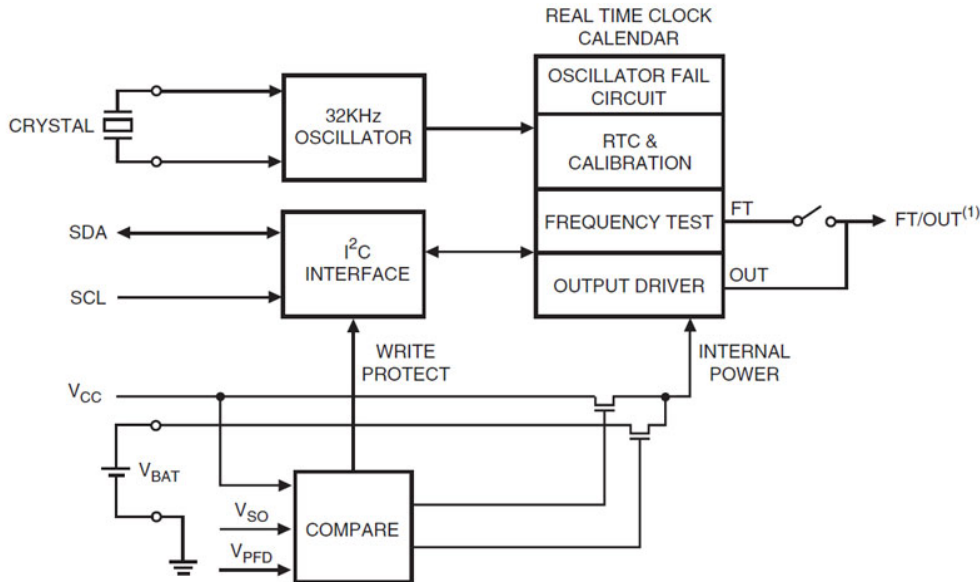 REAL TIME CLOCK
CALENDAR
OSCILLATOR FAIL
CIRCUIT
CRYSTAL
32KHz
OSCILLATOR
RTC &
CALIBRATION
FREQUENCY TEST
FT
FT/OUT(1)
SDA
I2C
INTERFACE
SCL
OUTPUT DRIVER
OUT
WRITE
PROTECT
INTERNAL
POWER
VCC
VBAT
VSO
COMPARE
VPFD